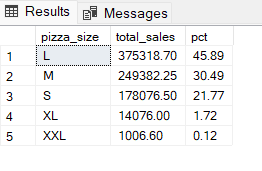 Results Messages
pizza_size total_sales pct
1 L 375318.70 45.89
2 M 249382.25 30.49
3 S 178076.50 21.77
4 XL 14076.00 1.72
5 XXL 1006.60 0.12